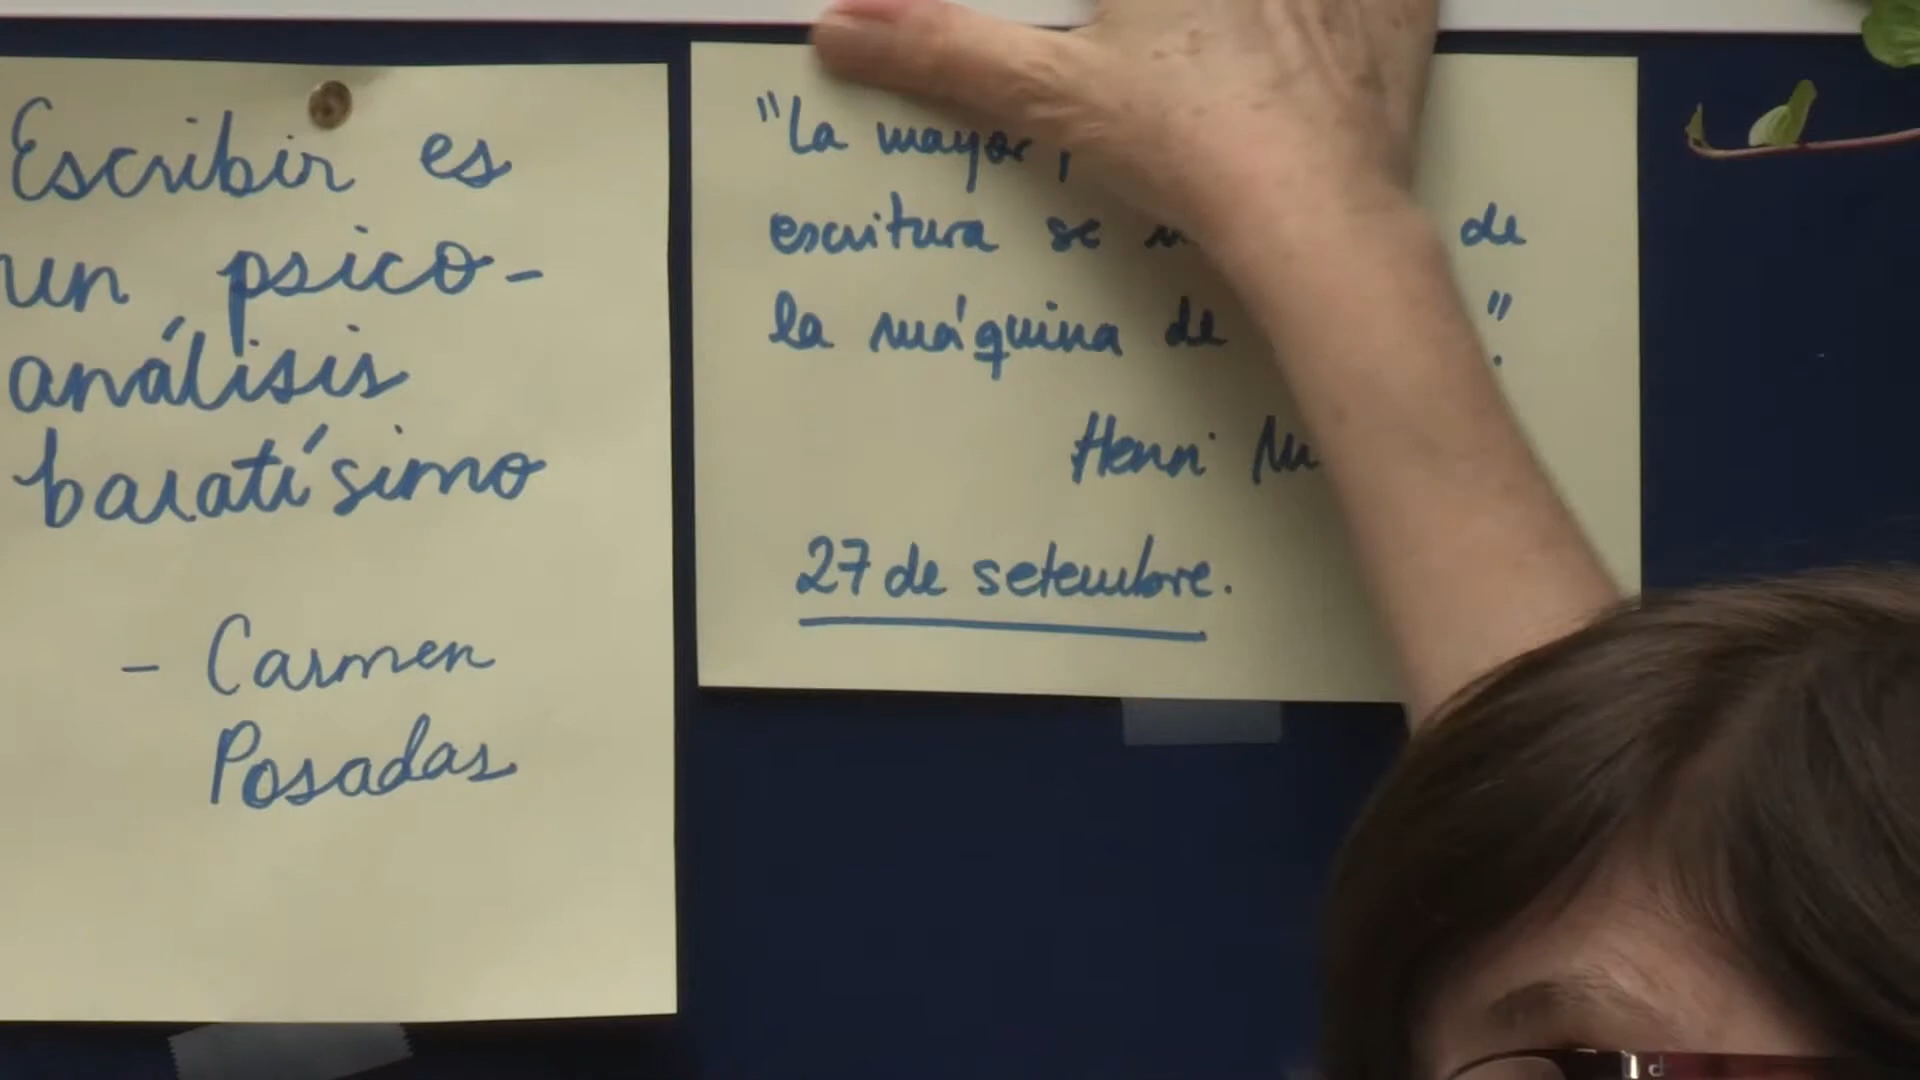 Escribir es
un psico-
análisis
baratísimo
- Carmen
Posadas
"La mayor
escritura se de
la máquina de "
.
Henri
27 de setembre.